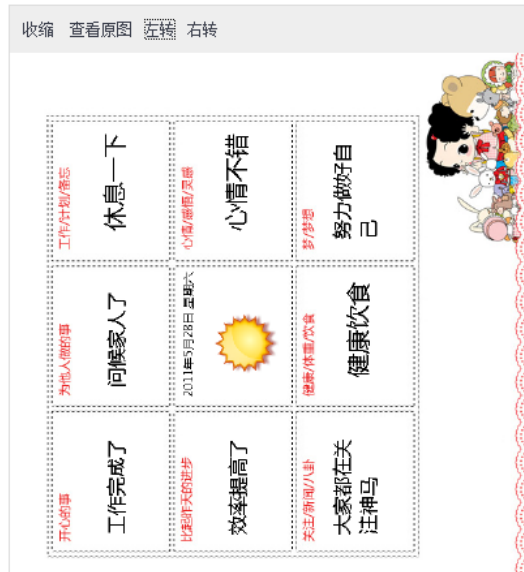 收缩 查看原图 左转 右转
开心的事
工作完成了
为他人做的事
问候家人了
工作/计划/备忘
休息一下
比起昨天的进步
效率提高了
2011年5月28日 星期六
心情/感悟/灵感
心情不错
关注/新闻/八卦
大家都在关
注神马
健康/体重/饮食
健康饮食
梦/梦想
努力做好自
己